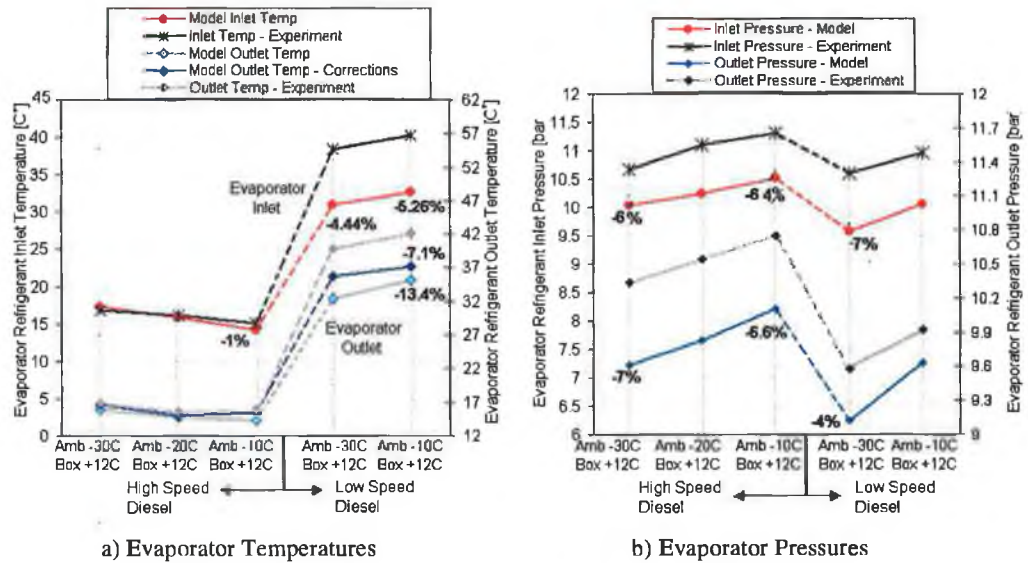 Model Inlet Temp
Inlet Temp - Experiment
Model Outlet Temp
Model Outlet Temp - Corrections
Outlet Temp - Experiment
Evaporator Refrigerant Inlet Temperature [C°]
45
40
35
30
25
20
15
10
5
0
62
57
52
47
42
37
32
27
22
17
12
Evaporator Refrigerant Outlet Temperature [C°]
Evaporator
Inlet
-4.44%
-5.26%
-7.1%
-13.4%
-1%
Evaporator
Outlet
Amb -30C
Box +12C
Amb -20C
Box +12C
Amb -10C
Box +12C
Amb -30C
Box +12C
Amb -10C
Box +12C
High Speed
Diesel
Low Speed
Diesel
a) Evaporator Temperatures
Inlet Pressure - Model
Inlet Pressure - Experiment
Outlet Pressure - Model
Outlet Pressure - Experiment
Evaporator Refrigerant Inlet Pressure [bar
12
11.5
11
10.5
10
9.5
9
8.5
8
7.5
7
6.5
6
12
11.7
11.4
11.1
10.8
10.5
10.2
9.9
9.6
9.3
9
Evaporator Refrigerant Outlet Pressure [bar]
-6%
-6 4%
-7%
-7%
-6.6%
-4%
Amb -30C
Box +12C
Amb -20C
Box +12C
Amb -10C
Box +12C
Amb -30C
Box +12C
Amb -10C
Box +12C
High Speed
Diesel
Low Speed
Diesel
b) Evaporator Pressures